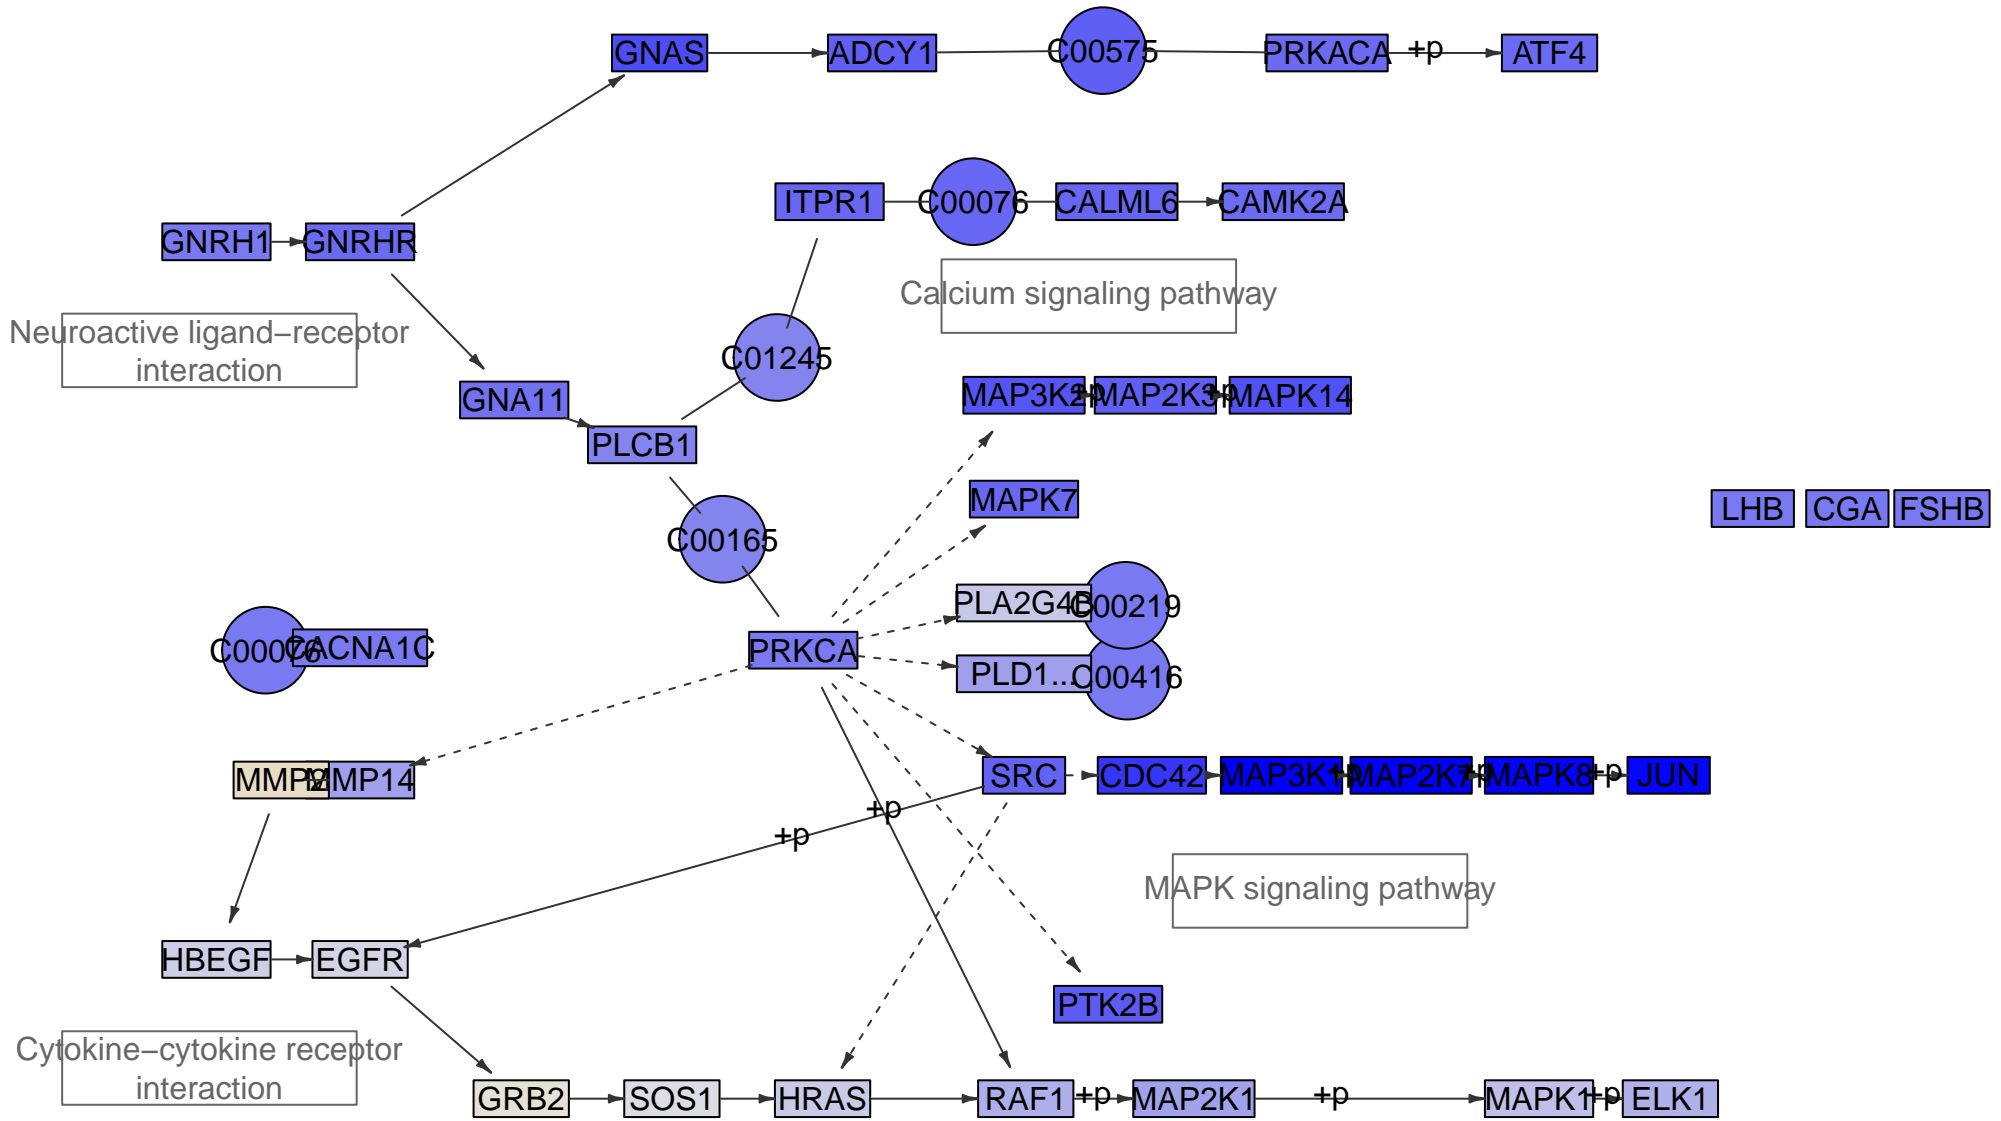 GNAS
ADCY1
C00575
PRKACA
+p
ATF4
ITPR1
C00076
CALML6
CAMK2A
GNRH1
GNRHR
Calcium signaling pathway
Neuroactive ligand–receptor
interaction
C01245
GNA11
MAP3K2
+p
MAP2K3
+p
MAPK14
PLCB1
MAPK7
LHB
CGA
FSHB
C00165
PLA2G4B
C00219
C00076
CACNA1C
PRKCA
PLD1...
C00416
MMP2
MMP14
SRC
CDC42
MAP3K1
+p
MAP2K7
+p
MAPK8
+p
JUN
+p
+p
MAPK signaling pathway
HBEGF
EGFR
PTK2B
Cytokine–cytokine receptor
interaction
GRB2
SOS1
HRAS
RAF1
+p
MAP2K1
+p
MAPK1
+p
ELK1